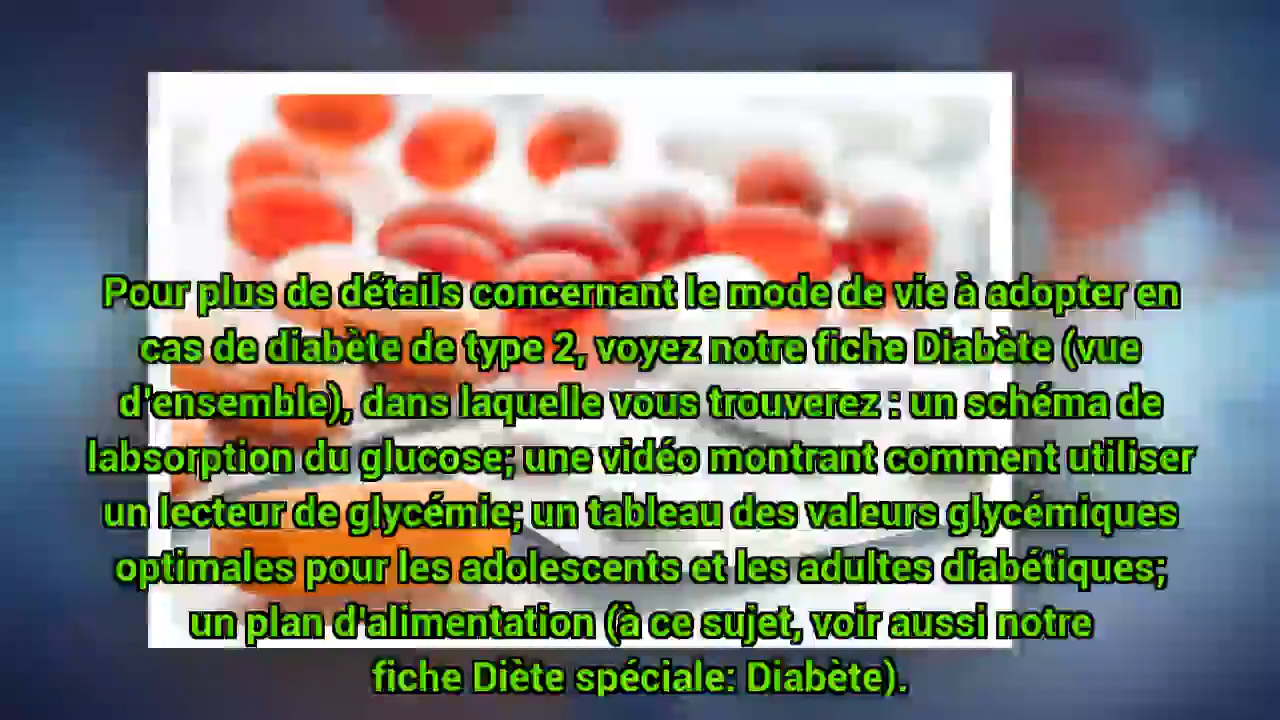 Pour plus de détails concernant le mode de vie à adopter en
cas de diabète de type 2, voyez notre fiche Diabète (vue
d'ensemble), dans laquelle vous trouverez : un schéma de
labsorption du glucose; une vidéo montrant comment utiliser
un lecteur de glycémie; un tableau des valeurs glycémiques
optimales pour les adolescents et les adultes diabétiques;
un plan d'alimentation (à ce sujet, voir aussi notre
fiche Diète spéciale: Diabète).